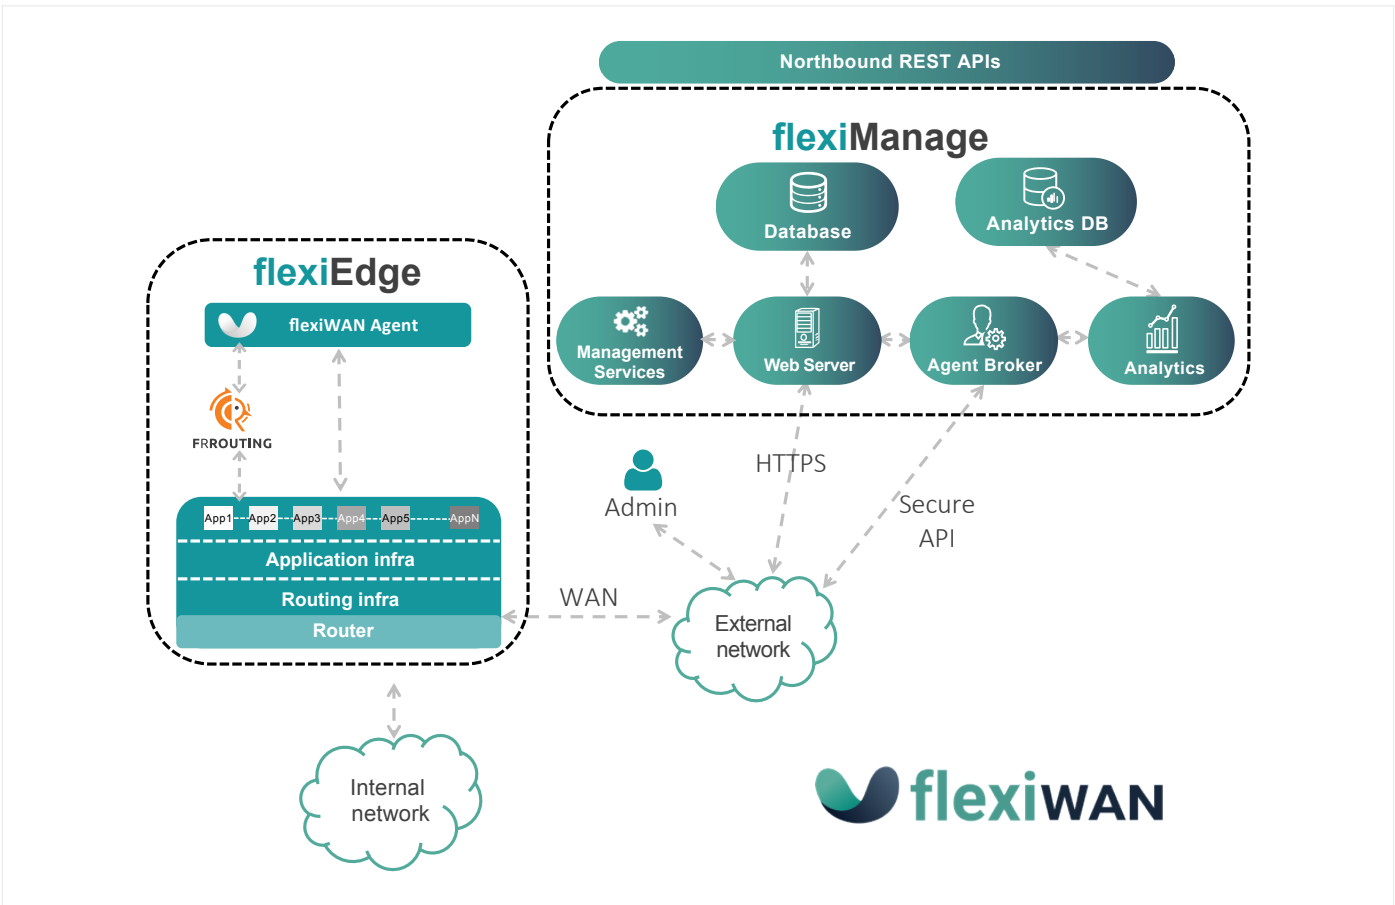 Northbound REST APIs
flexiManage
Database
Analytics DB
Management
Services
Web Server
Agent Broker
Analytics
flexiEdge
flexiWAN Agent
FRROUTING
App1
App2
App3
App4
App5
AppN
Application infra
Routing infra
Router
Admin
HTTPS
Secure
API
WAN
External
network
Internal
network
flexiWAN